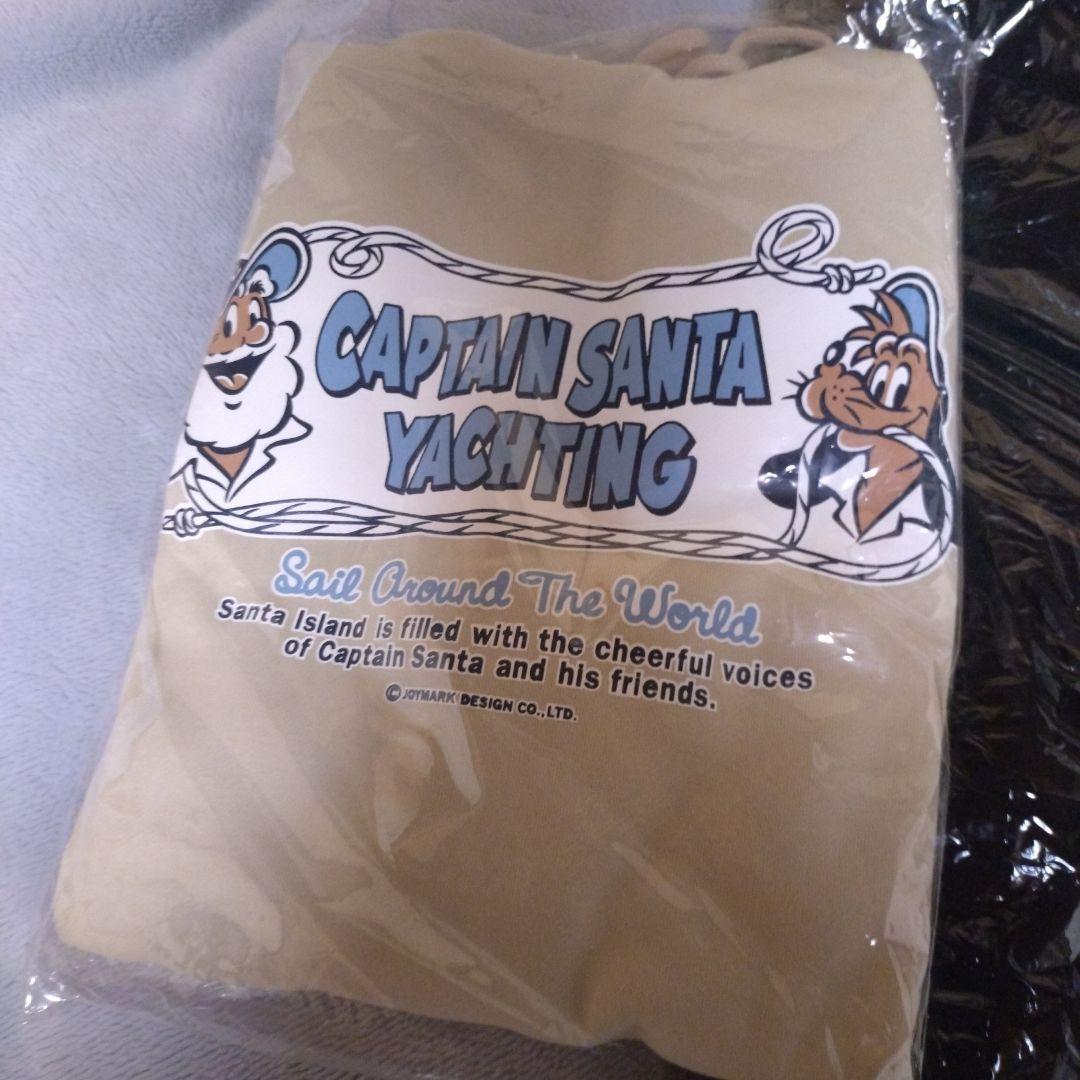 CAPTAIN SANTA
YACHTING
Sail Around The World
Santa Island is filled with the cheerful voices
of Captain Santa and his friends.
©JOYMARK DESIGN CO.,LTD.